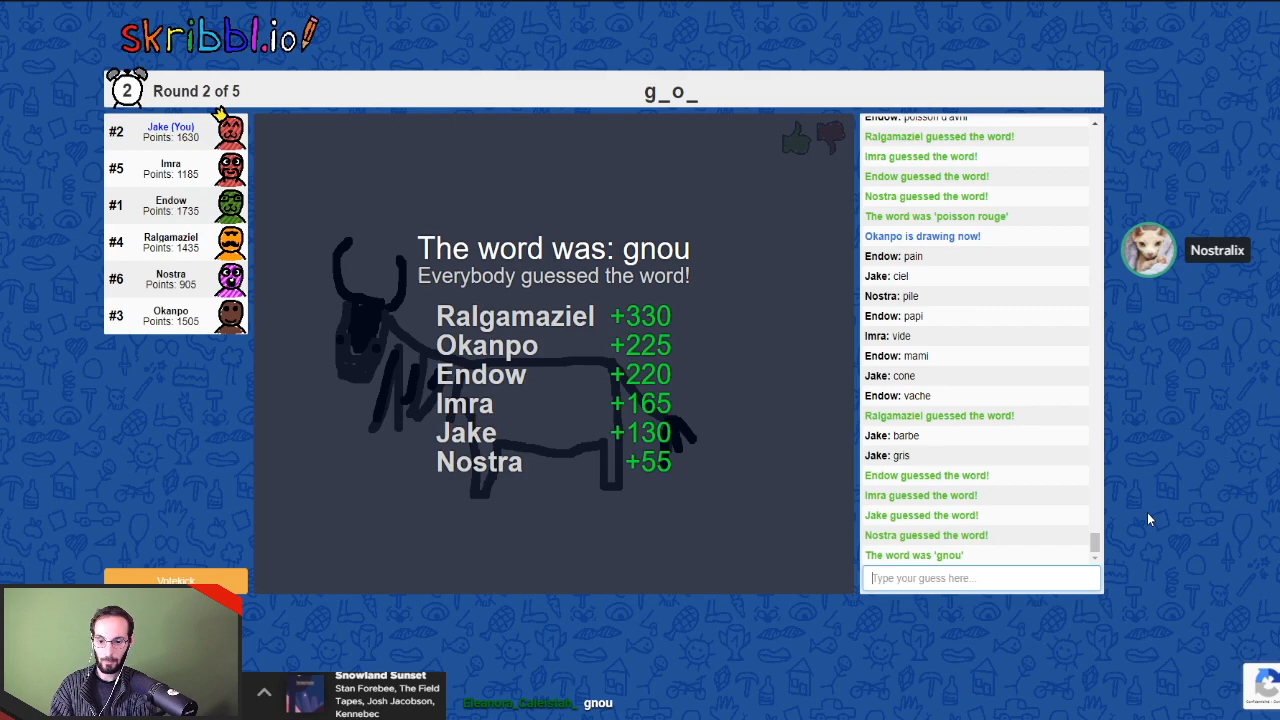 skribbl.io
2
Round 2 of 5
g_o_
#2
Jake (You)
Points: 1630
#5
Imra
Points: 1185
#1
Endow
Points: 1735
#4
Ralgamaziel
Points: 1435
#6
Nostra
Points: 905
#3
Okanpo
Points: 1505
Votekick
The word was: gnou
Everybody guessed the word!
Ralgamaziel +330
Okanpo +225
Endow +220
Imra +165
Jake +130
Nostra +55
Endow: poisson d'avril
Ralgamaziel guessed the word!
Imra guessed the word!
Endow guessed the word!
Nostra guessed the word!
The word was 'poisson rouge'
Okanpo is drawing now!
Endow: pain
Jake: ciel
Nostra: pile
Endow: papi
Imra: vide
Endow: mami
Jake: cone
Endow: vache
Ralgamaziel guessed the word!
Jake: barbe
Jake: gris
Endow guessed the word!
Imra guessed the word!
Jake guessed the word!
Nostra guessed the word!
The word was 'gnou'
Type your guess here...
Nostralix
Snowland Sunset
Stan Forebee, The Field
Tapes, Josh Jacobson,
Kennebec
gnou